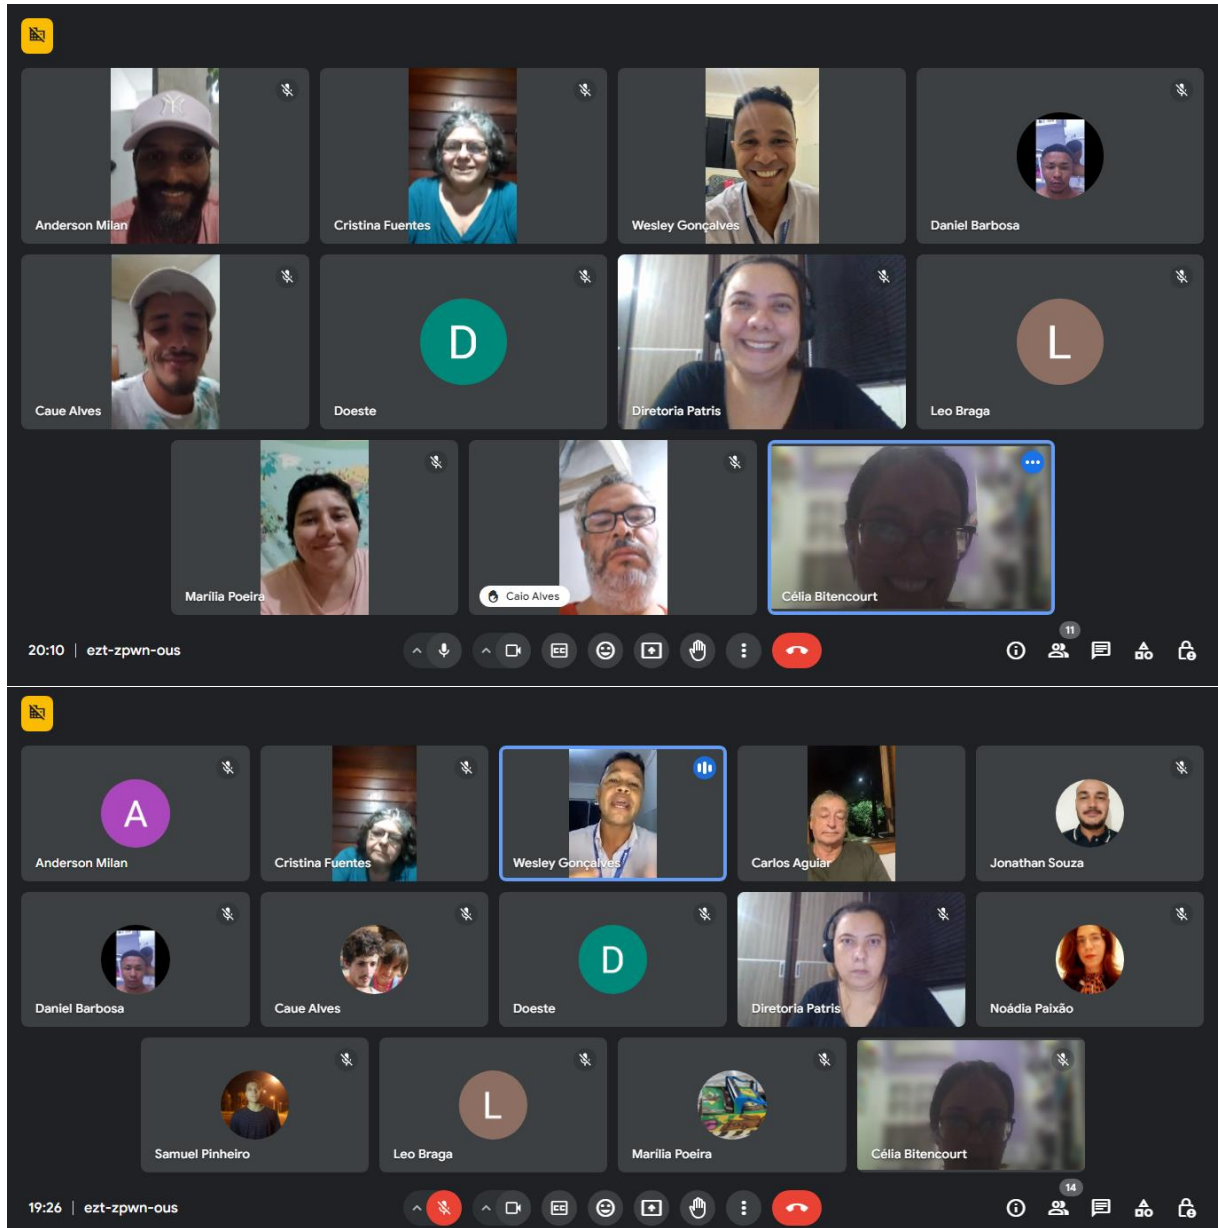 Anderson Milan
Cristina Fuentes
Wesley Gonçalves
Daniel Barbosa
Caue Alves
D
Doeste
Diretoria Patris
L
Leo Braga
Marília Poeira
Caio Alves
Célia Bitencourt
20:10 | ezt-zpwn-ous
CC
11
A
Anderson Milan
Cristina Fuentes
Wesley Gonçalves
Carlos Aguiar
Jonathan Souza
Daniel Barbosa
Caue Alves
D
Doeste
Diretoria Patris
Noádia Paixão
Samuel Pinheiro
L
Leo Braga
Marília Poeira
Célia Bitencourt
19:26 | ezt-zpwn-ous
CC
14